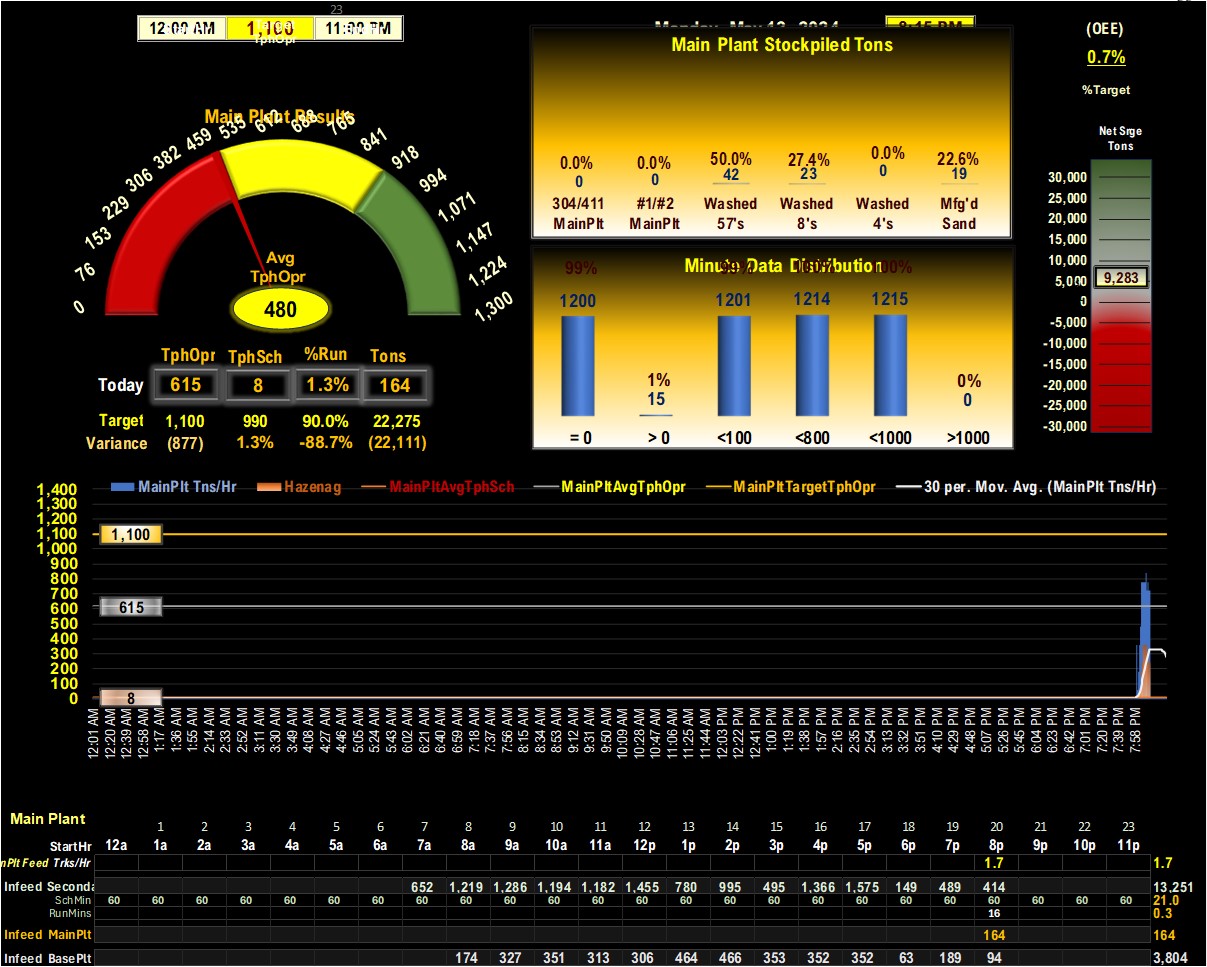 23
12:00 AM 1,100 11:00 PM
Target
TphOpr
Monday, May 13, 2024 8:15 PM
Main Plant Results
0 76 153 229 306 382 459 535 612 688 765 841 918 994 1,071 1,147 1,224 1,300
Avg
TphOpr
480
TphOpr TphSch %Run Tons
Today 615 8 1.3% 164
Target 1,100 990 90.0% 22,275
Variance (877) 1.3% -88.7% (22,111)
Main Plant Stockpiled Tons
0.0% 0.0% 50.0% 27.4% 0.0% 22.6%
0 0 42 23 0 19
304/411 #1/#2 Washed Washed Washed Mfg'd
MainPlt MainPlt 57's 8's 4's Sand
Minute Data Distribution
99% 99% 100% 100%
1200 1201 1214 1215
1% 0%
15 0
= 0 > 0 <100 <800 <1000 >1000
(OEE)
0.7%
%Target
Net Srge
Tons
30,000
25,000
20,000
15,000
10,000
5,000
9,283
0
-5,000
-10,000
-15,000
-20,000
-25,000
-30,000
MainPlt Tns/Hr Hazenag MainPltAvgTphSch MainPltAvgTphOpr MainPltTargetTphOpr 30 per. Mov. Avg. (MainPlt Tns/Hr)
1,400
1,300
1,200
1,100
1,100
1,000
900
800
700
600
615
500
400
300
200
100
0
8
12:01 AM 12:20 AM 12:39 AM 12:58 AM 1:17 AM 1:36 AM 1:55 AM 2:14 AM 2:33 AM 2:52 AM 3:11 AM 3:30 AM 3:49 AM 4:08 AM 4:27 AM 4:46 AM 5:05 AM 5:24 AM 5:43 AM 6:02 AM 6:21 AM 6:40 AM 6:59 AM 7:18 AM 7:37 AM 7:56 AM 8:15 AM 8:34 AM 8:53 AM 9:12 AM 9:31 AM 9:50 AM 10:09 AM 10:28 AM 10:47 AM 11:06 AM 11:25 AM 11:44 AM 12:03 PM 12:22 PM 12:41 PM 1:00 PM 1:19 PM 1:38 PM 1:57 PM 2:16 PM 2:35 PM 2:54 PM 3:13 PM 3:32 PM 3:51 PM 4:10 PM 4:29 PM 4:48 PM 5:07 PM 5:26 PM 5:45 PM 6:04 PM 6:23 PM 6:42 PM 7:01 PM 7:20 PM 7:39 PM 7:58 PM
Main Plant
1 2 3 4 5 6 7 8 9 10 11 12 13 14 15 16 17 18 19 20 21 22 23
StartHr 12a 1a 2a 3a 4a 5a 6a 7a 8a 9a 10a 11a 12p 1p 2p 3p 4p 5p 6p 7p 8p 9p 10p 11p
nPlt Feed Trks/Hr 1.7 1.7
Infeed Seconda 652 1,219 1,286 1,194 1,182 1,455 780 995 495 1,366 1,575 149 489 414 13,251
SchMin 60 60 60 60 60 60 60 60 60 60 60 60 60 60 60 60 60 60 60 60 60 60 60 60 21.0
RunMins 16 0.3
Infeed MainPlt 164 164
Infeed BasePlt 174 327 351 313 306 464 466 353 352 352 63 189 94 3,804